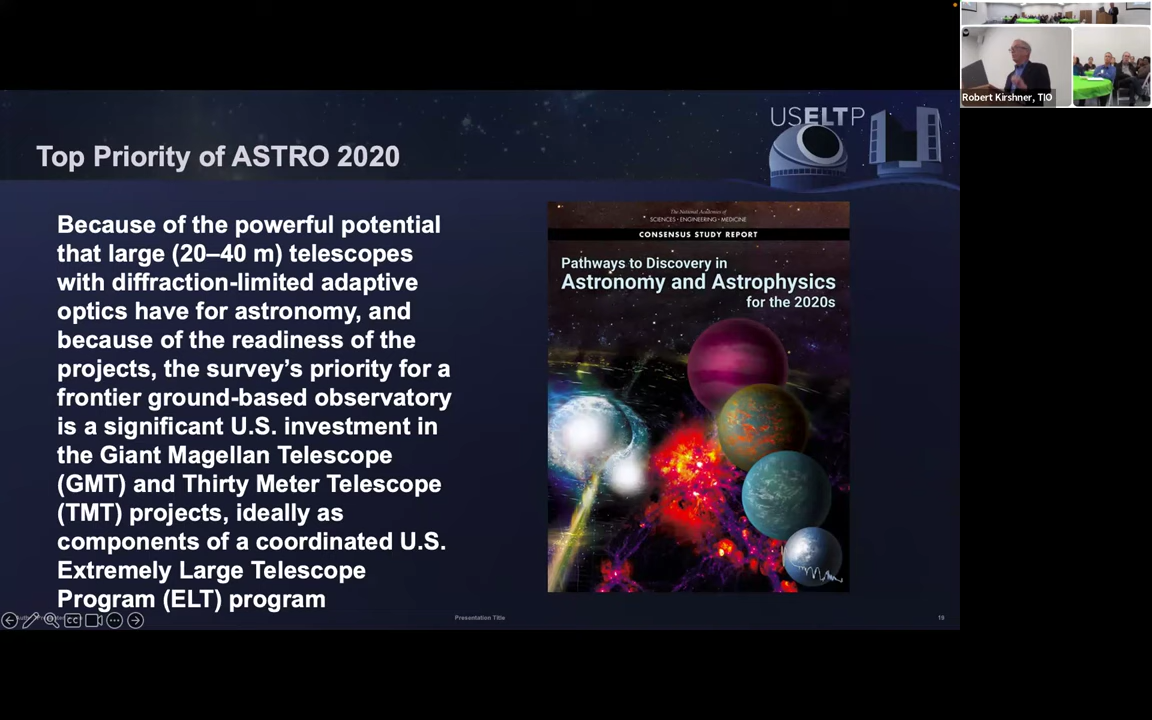 Robert Kirshner, TIO
USELTP
Top Priority of ASTRO 2020
Because of the powerful potential
that large (20–40 m) telescopes
with diffraction-limited adaptive
optics have for astronomy, and
because of the readiness of the
projects, the survey’s priority for a
frontier ground-based observatory
is a significant U.S. investment in
the Giant Magellan Telescope
(GMT) and Thirty Meter Telescope
(TMT) projects, ideally as
components of a coordinated U.S.
Extremely Large Telescope
Program (ELT) program
The National Academies of
SCIENCES • ENGINEERING • MEDICINE
CONSENSUS STUDY REPORT
Pathways to Discovery in
Astronomy and Astrophysics
for the 2020s
CC
Presentation Title
19